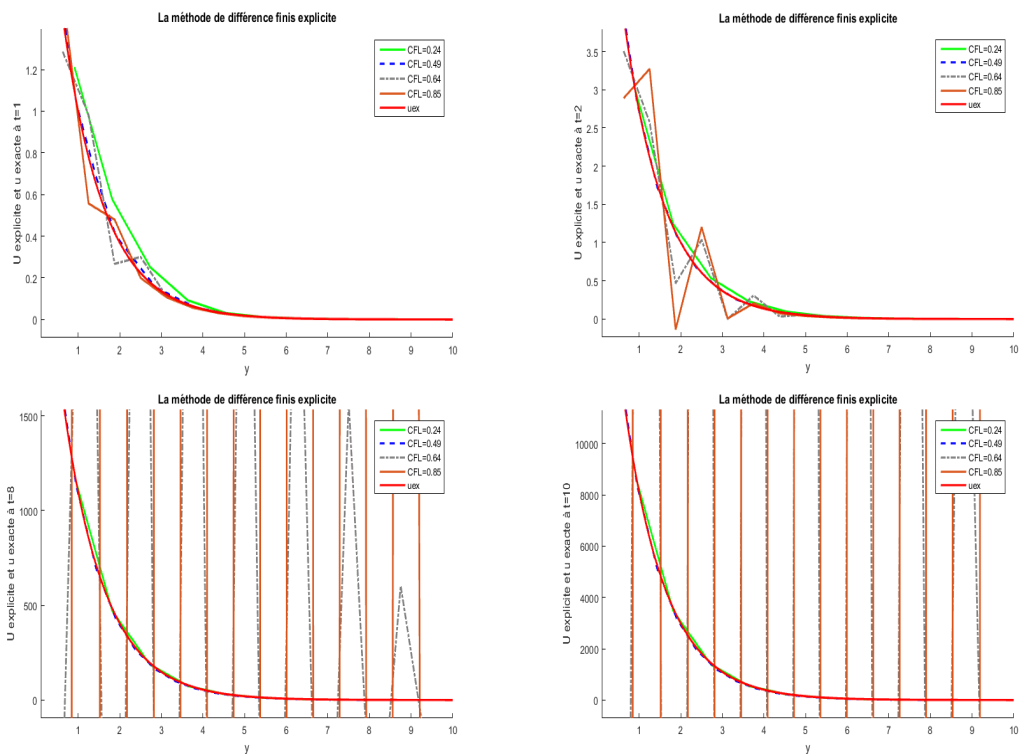 La méthode de différence finis explicite
U explicite et u exacte à t=1
1.2
1
0.8
0.6
0.4
0.2
0
1 2 3 4 5 6 7 8 9 10
y
CFL=0.24
CFL=0.49
CFL=0.64
CFL=0.85
uex
La méthode de différence finis explicite
U explicite et u exacte à t=2
3.5
3
2.5
2
1.5
1
0.5
0
1 2 3 4 5 6 7 8 9 10
y
CFL=0.24
CFL=0.49
CFL=0.64
CFL=0.85
uex
La méthode de différence finis explicite
U explicite et u exacte à t=8
1500
1000
500
0
1 2 3 4 5 6 7 8 9 10
y
CFL=0.24
CFL=0.49
CFL=0.64
CFL=0.85
uex
La méthode de différence finis explicite
U explicite et u exacte à t=10
10000
8000
6000
4000
2000
0
1 2 3 4 5 6 7 8 9 10
y
CFL=0.24
CFL=0.49
CFL=0.64
CFL=0.85
uex